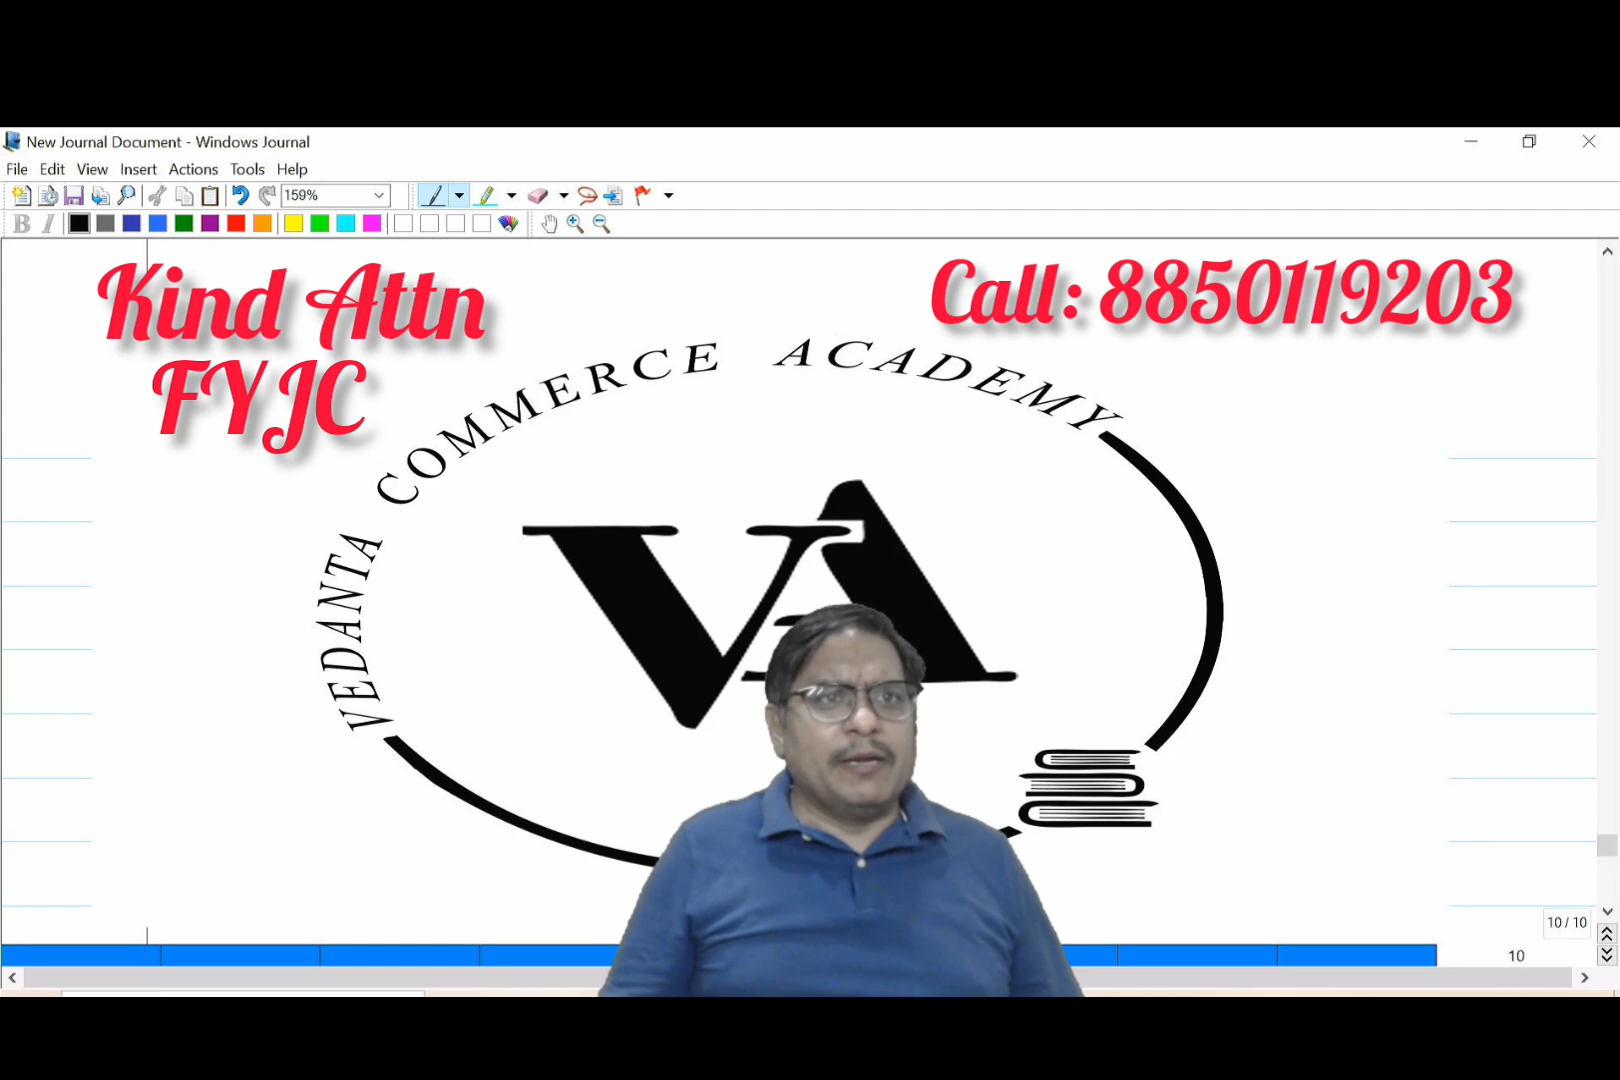 New Journal Document - Windows Journal
File Edit View Insert Actions Tools Help
159%
B I
Kind Attn
FYJC
Call: 8850119203
VEDANTA COMMERCE ACADEMY
VA
10 / 10
10